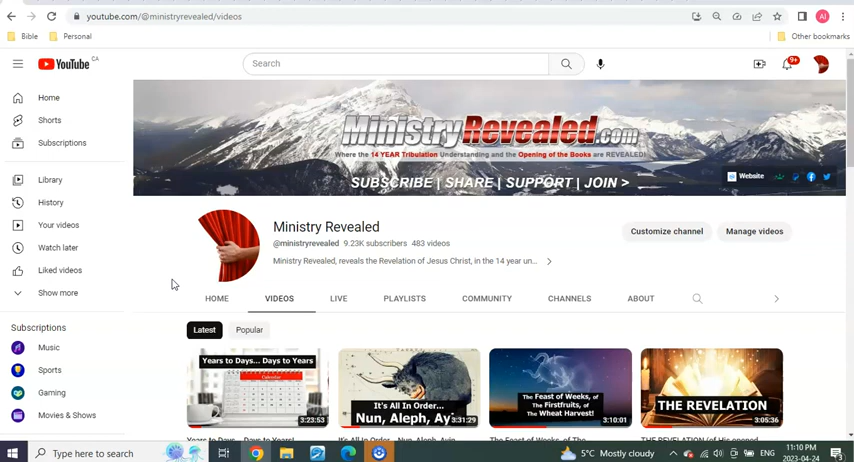 youtube.com/@ministryrevealed/videos
Bible
Personal
Other bookmarks
YouTube CA
Search
9+
Home
Shorts
Subscriptions
Library
History
Your videos
Watch later
Liked videos
Show more
Subscriptions
Music
Sports
Gaming
Movies & Shows
MinistryRevealed.com
Where the 14 YEAR Tribulation Understanding and the Opening of the Books are REVEALED!
SUBSCRIBE | SHARE | SUPPORT | JOIN >
Website
Ministry Revealed
@ministryrevealed 9.23K subscribers 483 videos
Ministry Revealed, reveals the Revelation of Jesus Christ, in the 14 year un...
Customize channel
Manage videos
HOME
VIDEOS
LIVE
PLAYLISTS
COMMUNITY
CHANNELS
ABOUT
Latest
Popular
Years to Days... Days to Years
3:23:53
It's All In Order...
Nun, Aleph, Ayin
3:31:29
The Feast of Weeks, of
The Firstfruits, of
The Wheat Harvest!
3:10:01
THE REVELATION
3:05:36
Type here to search
5°C Mostly cloudy
ENG
11:10 PM
2023-04-24